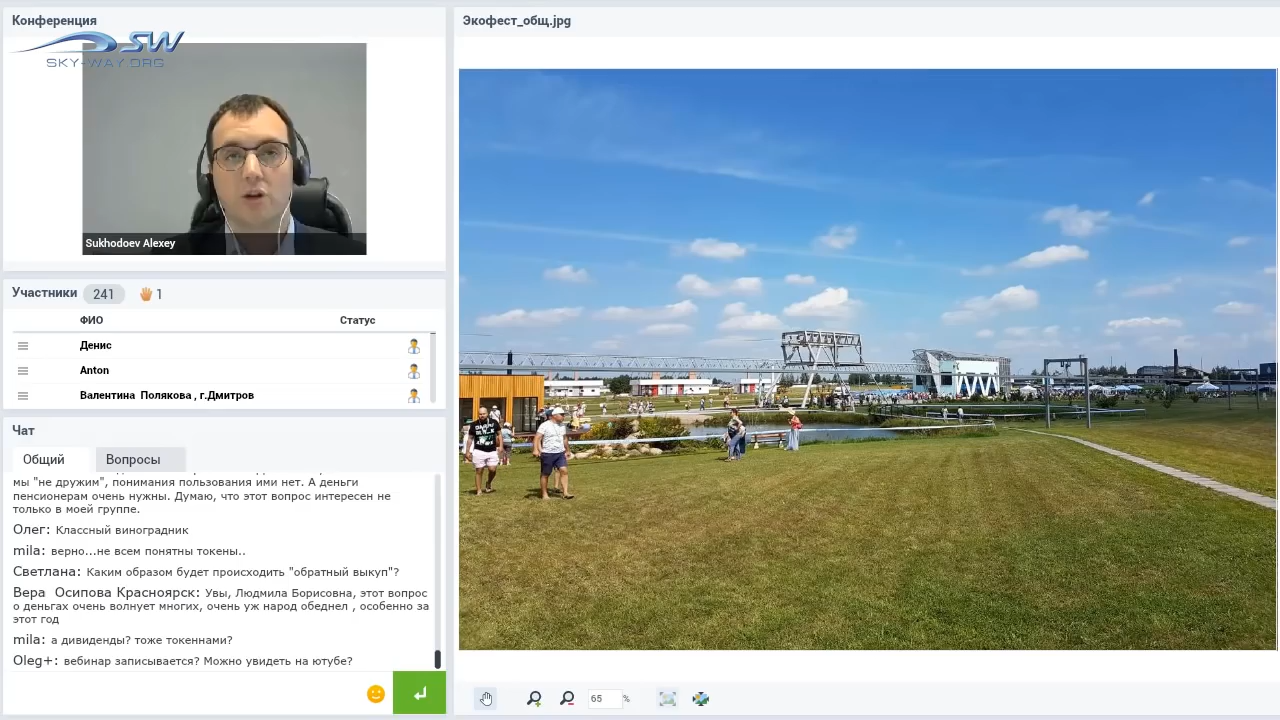 Конференция
SW
SKY-WAY.ORG
Sukhodoev Alexey
Участники 241 1
ФИО Статус
Денис
Anton
Валентина Полякова , г.Дмитров
Чат
Общий Вопросы
мы "не дружим", понимания пользования ими нет. А деньги
пенсионерам очень нужны. Думаю, что этот вопрос интересен не
только в моей группе.
Олег: Классный виноградник
mila: верно...не всем понятны токены..
Светлана: Каким образом будет происходить "обратный выкуп"?
Вера Осипова Красноярск: Увы, Людмила Борисовна, этот вопрос
о деньгах очень волнует многих, очень уж народ обеднел , особенно за
этот год
mila: а дивиденды? тоже токеннами?
Oleg+: вебинар записывается? Можно увидеть на ютубе?
Экофест_общ.jpg
65 %